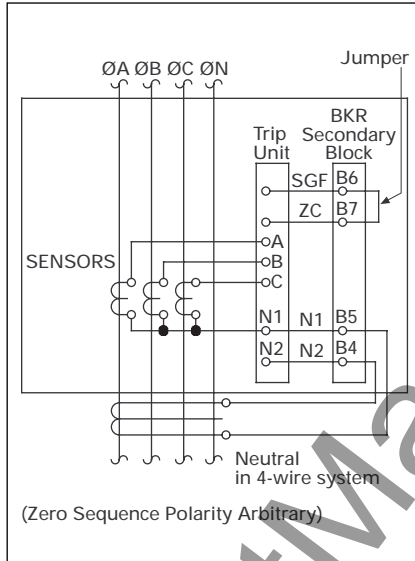 ØA ØB ØC ØN
Jumper
BKR
Trip Secondary
Unit Block
SGF B6
ZC B7
A
SENSORS B
C
N1 N1 B5
N2 N2 B4
Neutral
in 4-wire system
(Zero Sequence Polarity Arbitrary)